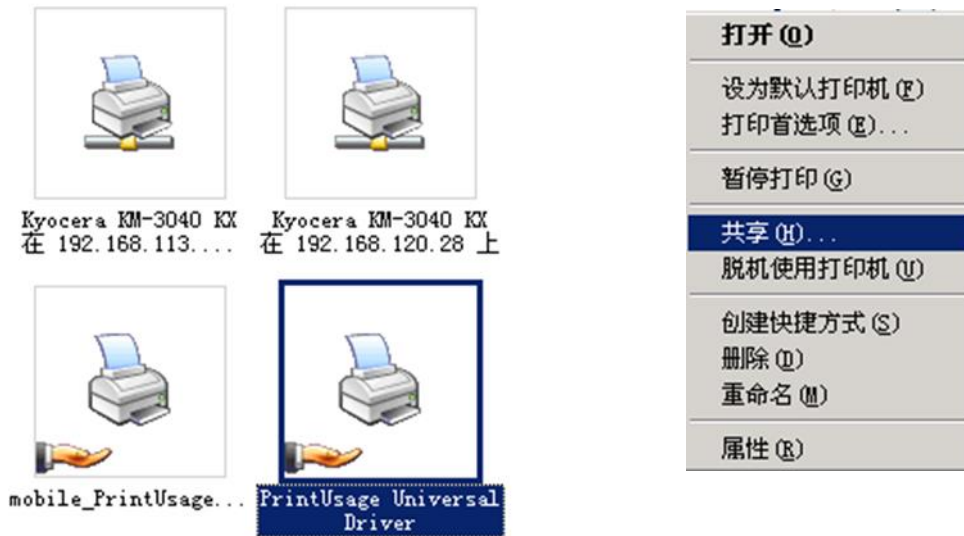 Kyocera KM-3040 KX
在 192.168.113....
Kyocera KM-3040 KX
在 192.168.120.28 上
mobile_PrintUsage...
PrintUsage Universal
Driver
打开(O)
设为默认打印机(F)
打印首选项(E)...
暂停打印(G)
共享(H)...
脱机使用打印机(U)
创建快捷方式(S)
删除(D)
重命名(M)
属性(R)